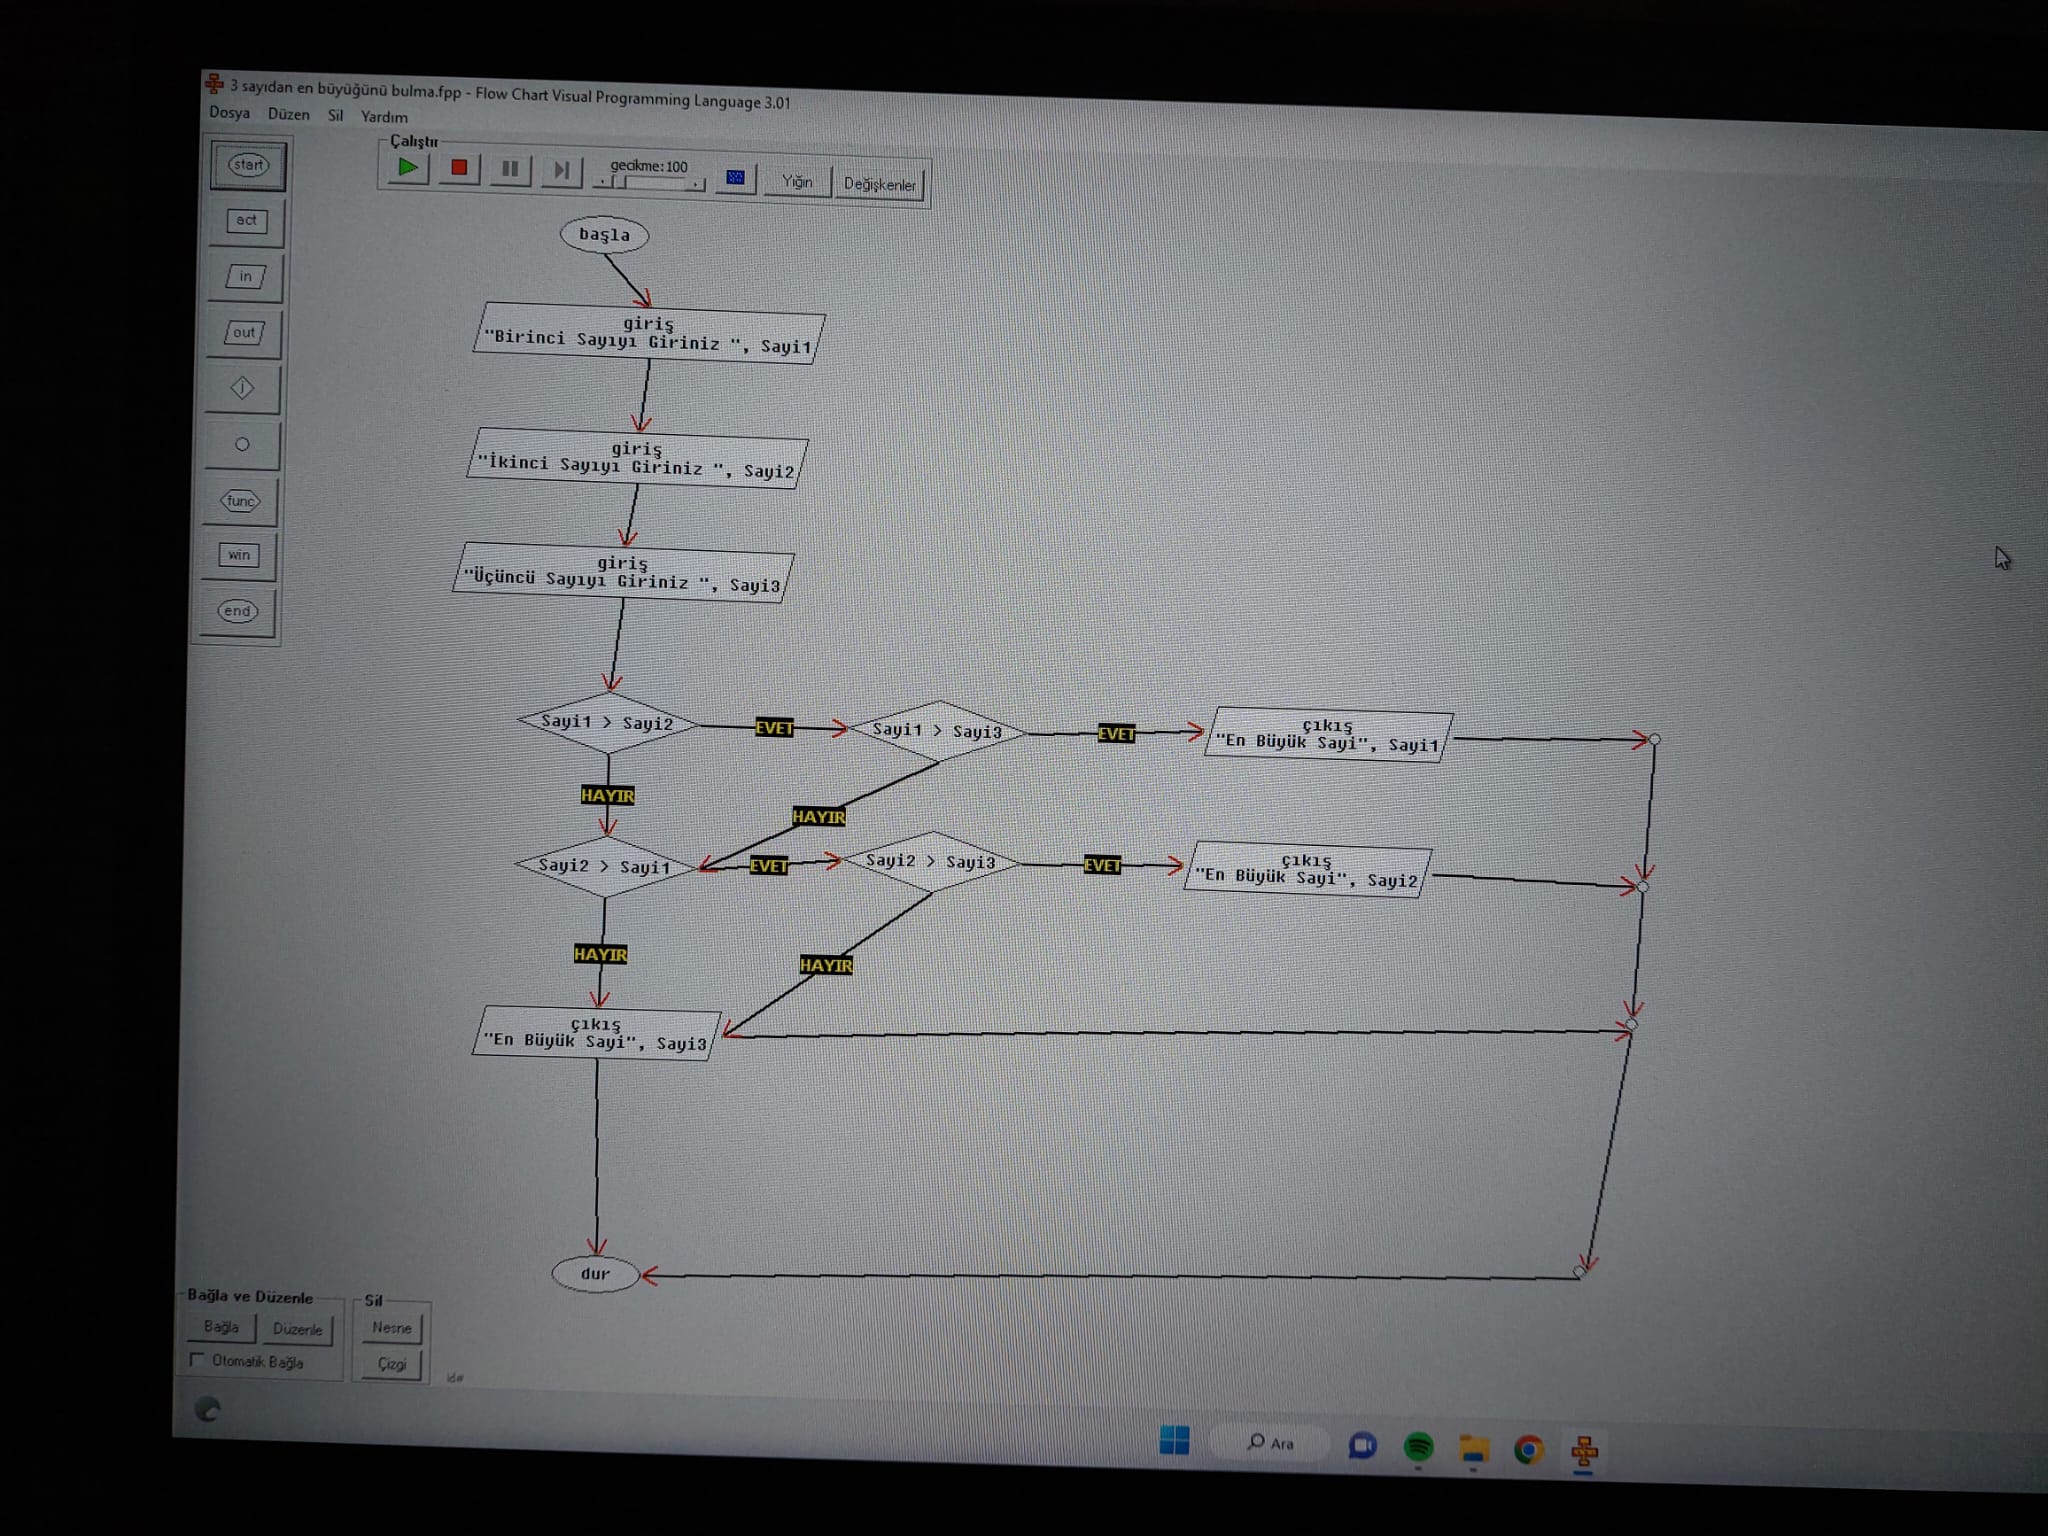 3 sayıdan en büyüğünü bulma.fpp - Flow Chart Visual Programming Language 3.01
Dosya Düzen Sil Yardım
Çalıştır
gecikme:100
Yığın
Değişkenler
start
act
in
out
j
func
win
end
başla
giriş
"Birinci Sayıyı Giriniz ", Sayi1
giriş
"İkinci Sayıyı Giriniz ", Sayi2
giriş
"Üçüncü Sayıyı Giriniz ", Sayi3
Sayi1 > Sayi2
EVET
Sayi1 > Sayi3
EVET
çıkış
"En Büyük Sayi", Sayi1
HAYIR
HAYIR
Sayi2 > Sayi1
EVET
Sayi2 > Sayi3
EVET
çıkış
"En Büyük Sayi", Sayi2
HAYIR
HAYIR
çıkış
"En Büyük Sayi", Sayi3
dur
Bağla ve Düzenle
Bağla
Düzenle
Otomatik Bağla
Sil
Nesne
Çizgi
id#
Ara